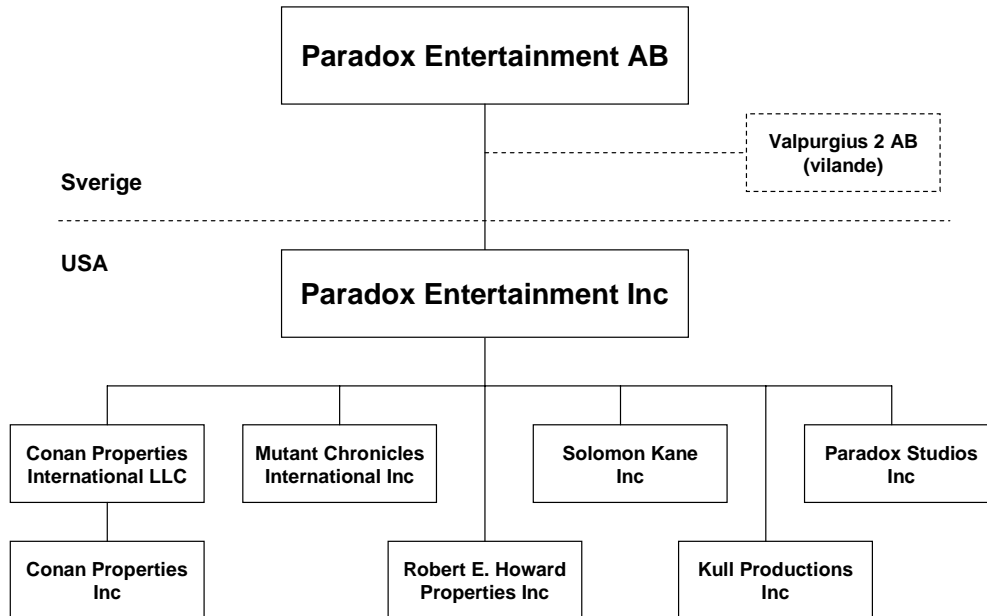 Paradox Entertainment AB
Valpurgius 2 AB
(vilande)
Sverige
USA
Paradox Entertainment Inc
Conan Properties
International LLC
Mutant Chronicles
International Inc
Solomon Kane
Inc
Paradox Studios
Inc
Conan Properties
Inc
Robert E. Howard
Properties Inc
Kull Productions
Inc